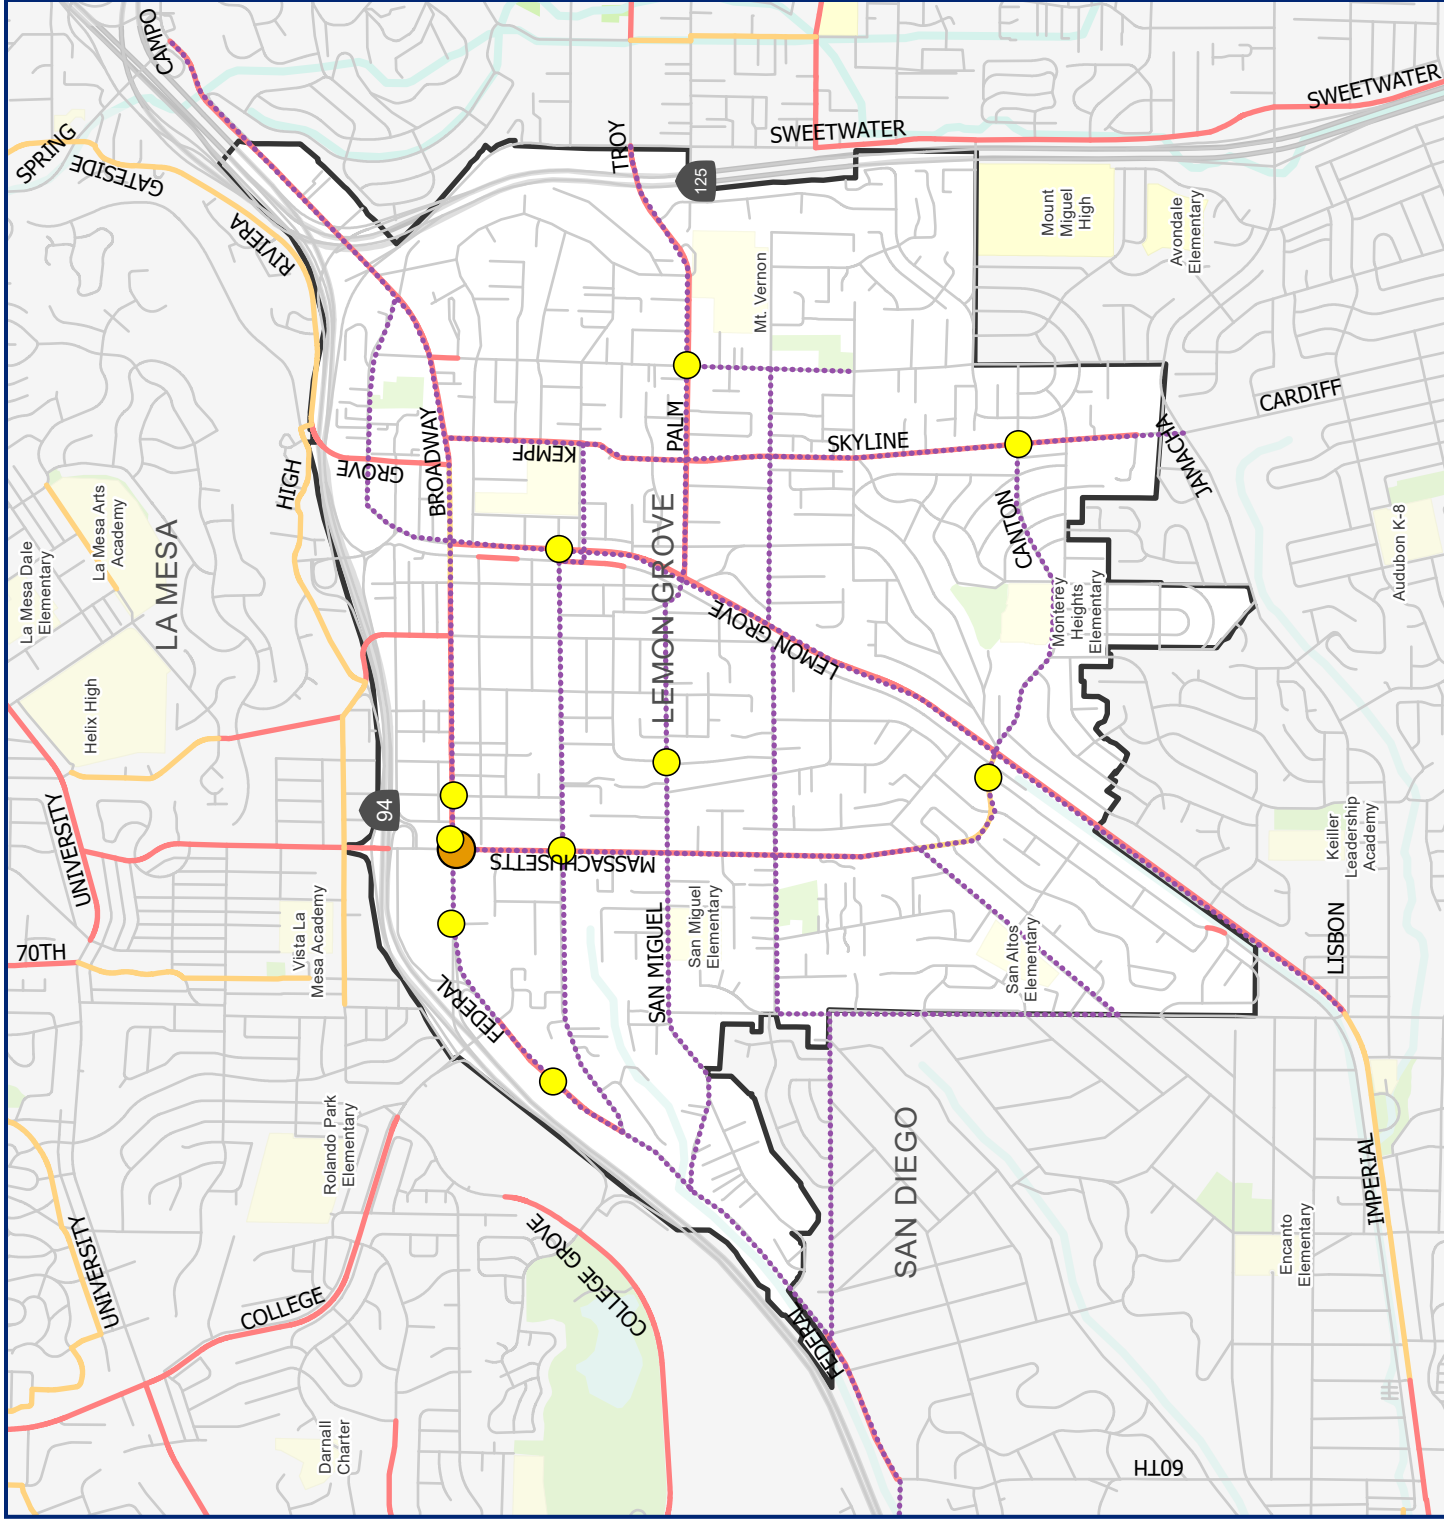 CAMPO
SPRING
GATESIDE
RIVIERA
TROY
SWEETWATER
SWEETWATER
125
Mount
Miguel
High
Avondale
Elementary
Mt. Vernon
HIGH
GROVE
BROADWAY
KEMPF
PALM
SKYLINE
CARDIFF
JAMACHA
CANTON
La Mesa Dale
Elementary
La Mesa Arts
Academy
LA MESA
Helix High
LEMON GROVE
LEMON GROVE
Monterey
Heights
Elementary
Audubon K-8
UNIVERSITY
94
MASSACHUSETTS
Keiller
Leadership
Academy
70TH
Vista La
Mesa Academy
FEDERAL
SAN MIGUEL
San Miguel
Elementary
San Altos
Elementary
LISBON
Rolando Park
Elementary
SAN DIEGO
IMPERIAL
UNIVERSITY
COLLEGE
COLLEGE GROVE
FEDERAL
Encanto
Elementary
Darnall
Charter
60TH